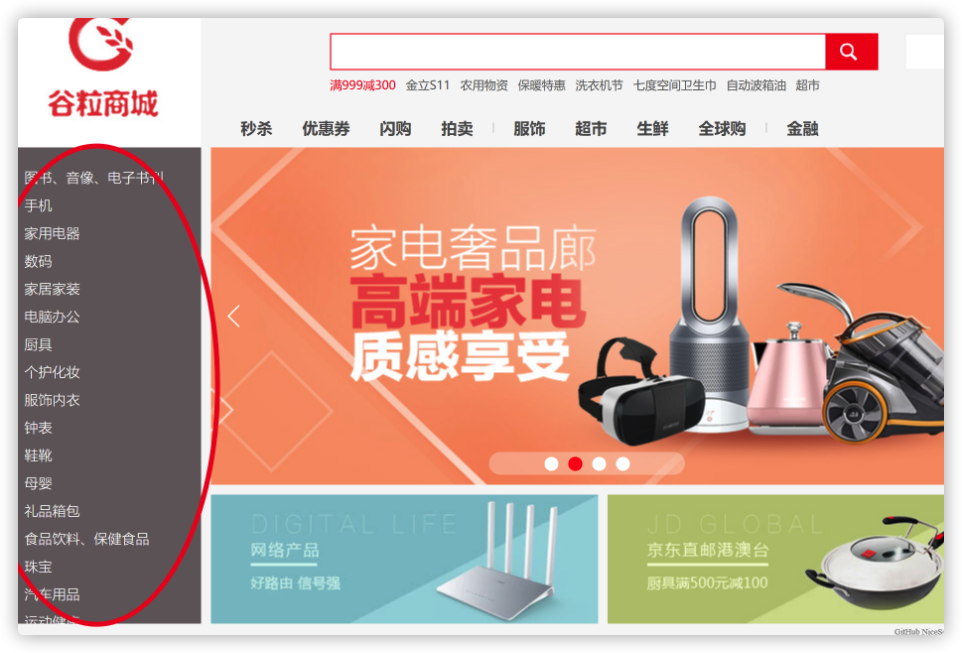 谷粒商城
满999减300 金立S11 农用物资 保暖特惠 洗衣机节 七度空间卫生巾 自动波箱油 超市
秒杀 优惠券 闪购 拍卖 服饰 超市 生鲜 全球购 金融
图书、音像、电子书刊
手机
家用电器
数码
家居家装
电脑办公
厨具
个护化妆
服饰内衣
钟表
鞋靴
母婴
礼品箱包
食品饮料、保健食品
珠宝
汽车用品
运动健康
家电奢品廊
高端家电
质感享受
DIGITAL LIFE
网络产品
好路由 信号强
JD GLOBAL
京东直邮港澳台
厨具满500元减100
GitHub